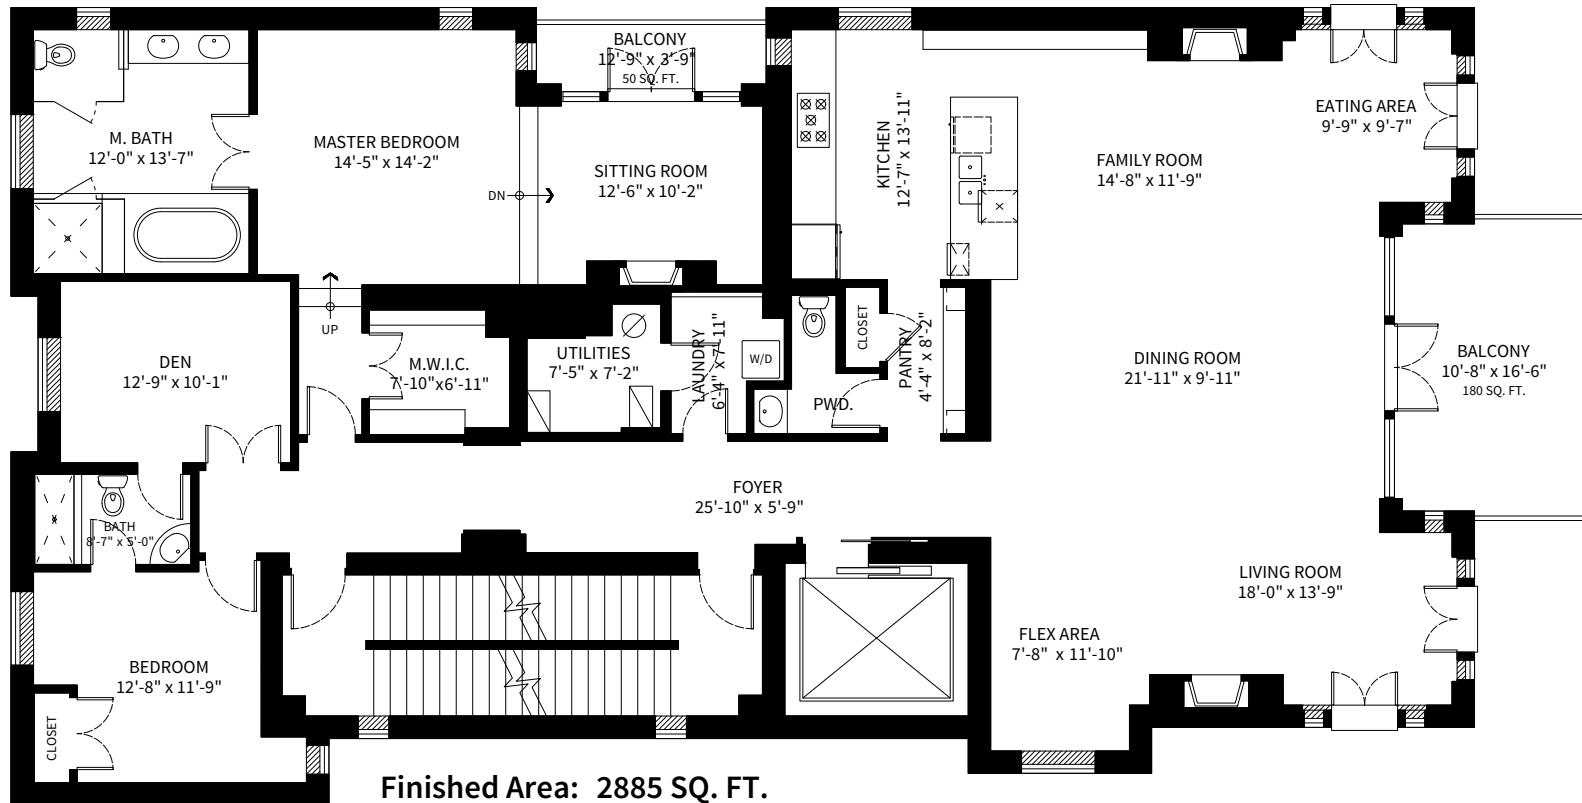 BALCONY
12'-9" x 3'-9"
50 SQ. FT.
M. BATH
12'-0" x 13'-7"
MASTER BEDROOM
14'-5" x 14'-2"
SITTING ROOM
12'-6" x 10'-2"
DN
KITCHEN
12'-7" x 13'-11"
FAMILY ROOM
14'-8" x 11'-9"
EATING AREA
9'-9" x 9'-7"
UP
DEN
12'-9" x 10'-1"
M.W.I.C.
7'-10"x6'-11"
UTILITIES
7'-5" x 7'-2"
LAUNDRY
6'-4" x 7'-11"
W/D
PWD.
CLOSET
PANTRY
4'-4" x 8'-2"
DINING ROOM
21'-11" x 9'-11"
BALCONY
10'-8" x 16'-6"
180 SQ. FT.
FOYER
25'-10" x 5'-9"
BATH
8'-7" x 5'-0"
LIVING ROOM
18'-0" x 13'-9"
FLEX AREA
7'-8" x 11'-10"
BEDROOM
12'-8" x 11'-9"
CLOSET
Finished Area: 2885 SQ. FT.